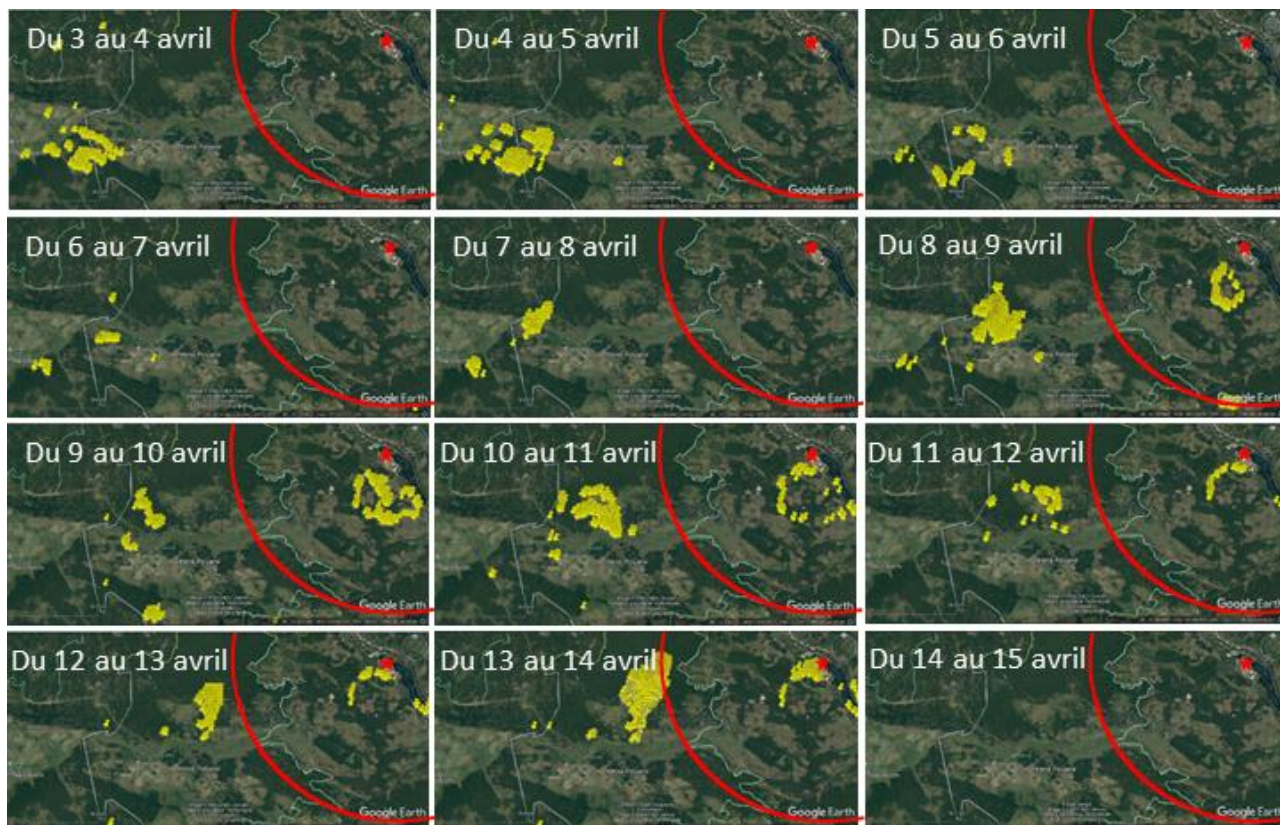 Du 3 au 4 avril
Du 4 au 5 avril
Du 5 au 6 avril
Google Earth
Google Earth
Google Earth
Du 6 au 7 avril
Du 7 au 8 avril
Du 8 au 9 avril
Google Earth
Google Earth
Google Earth
Du 9 au 10 avril
Du 10 au 11 avril
Du 11 au 12 avril
Google Earth
Google Earth
Google Earth
Du 12 au 13 avril
Du 13 au 14 avril
Du 14 au 15 avril
Google Earth
Google Earth
Google Earth